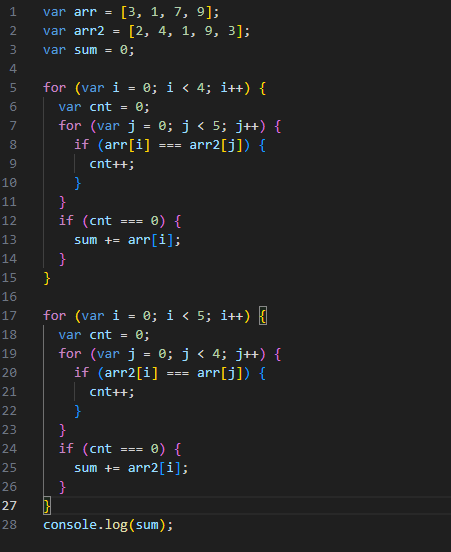 1 var arr = [3, 1, 7, 9];
2 var arr2 = [2, 4, 1, 9, 3];
3 var sum = 0;
4
5 for (var i = 0; i < 4; i++) {
6   var cnt = 0;
7   for (var j = 0; j < 5; j++) {
8     if (arr[i] === arr2[j]) {
9       cnt++;
10     }
11   }
12   if (cnt === 0) {
13     sum += arr[i];
14   }
15 }
16
17 for (var i = 0; i < 5; i++) {
18   var cnt = 0;
19   for (var j = 0; j < 4; j++) {
20     if (arr2[i] === arr[j]) {
21       cnt++;
22     }
23   }
24   if (cnt === 0) {
25     sum += arr2[i];
26   }
27 }
28 console.log(sum);